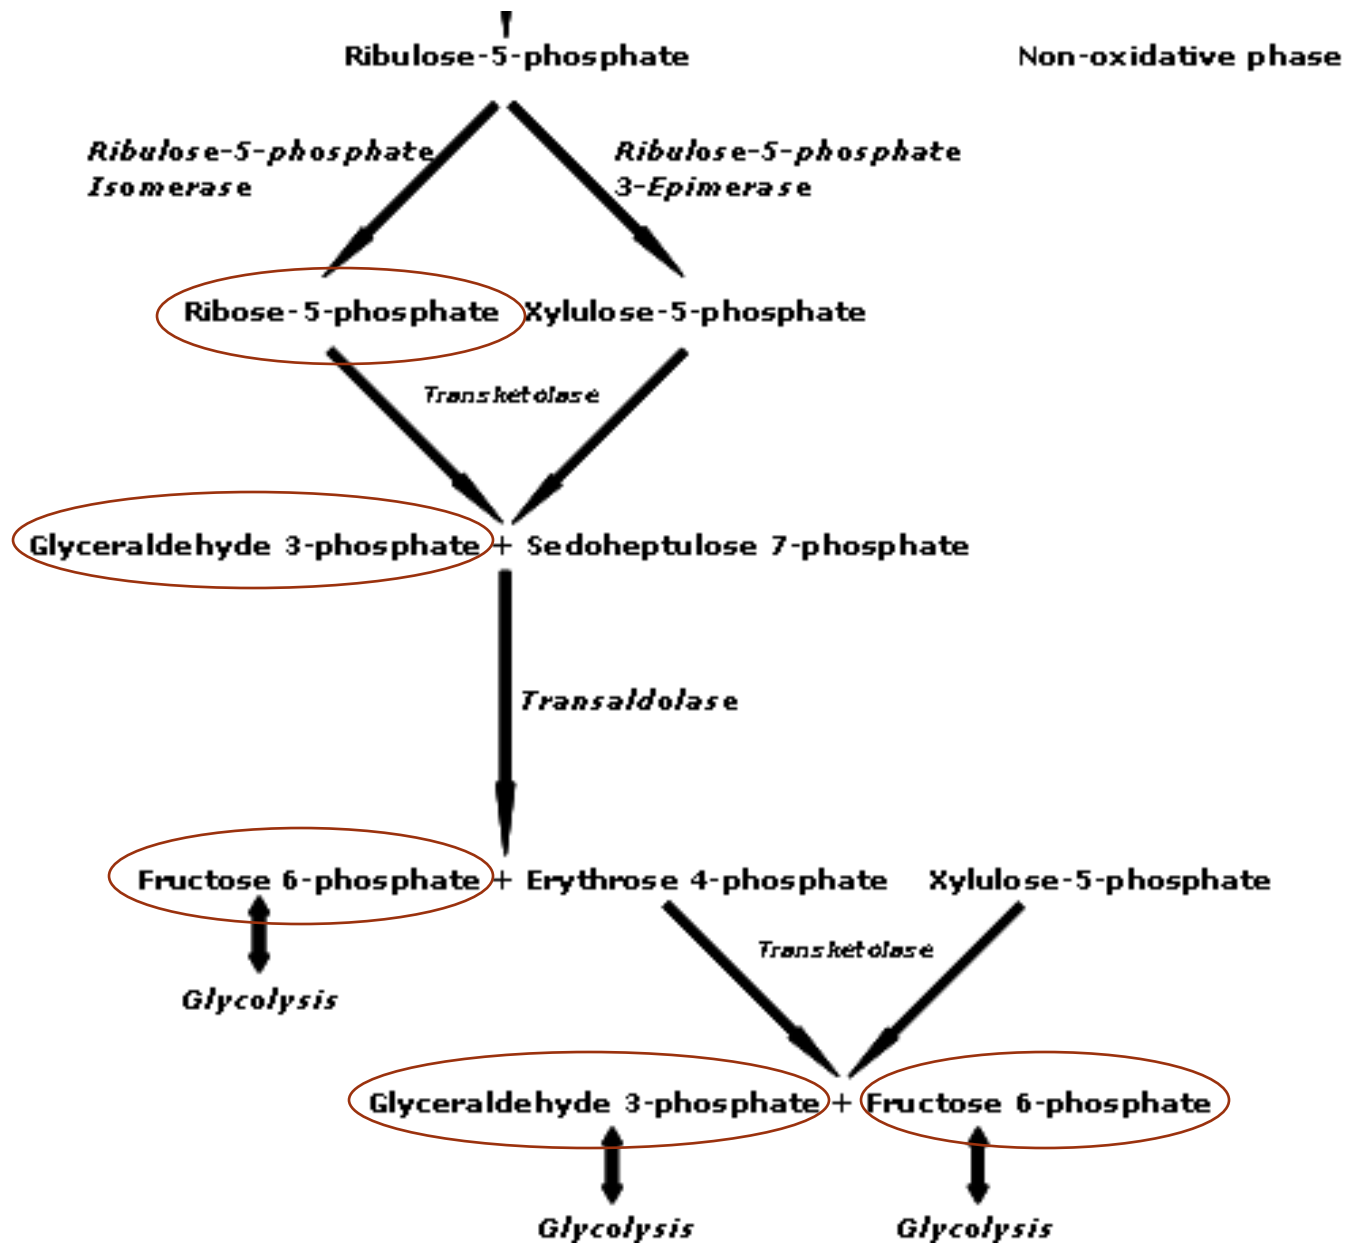 Ribulose-5-phosphate
Non-oxidative phase
Ribulose-5-phosphate
Isomerase
Ribulose-5-phosphate
3-Epimerase
Ribose-5-phosphate
Xylulose-5-phosphate
Transketolase
Glyceraldehyde 3-phosphate + Sedoheptulose 7-phosphate
Transaldolase
Fructose 6-phosphate + Erythrose 4-phosphate
Xylulose-5-phosphate
Transketolase
Glycolysis
Glyceraldehyde 3-phosphate + Fructose 6-phosphate
Glycolysis
Glycolysis